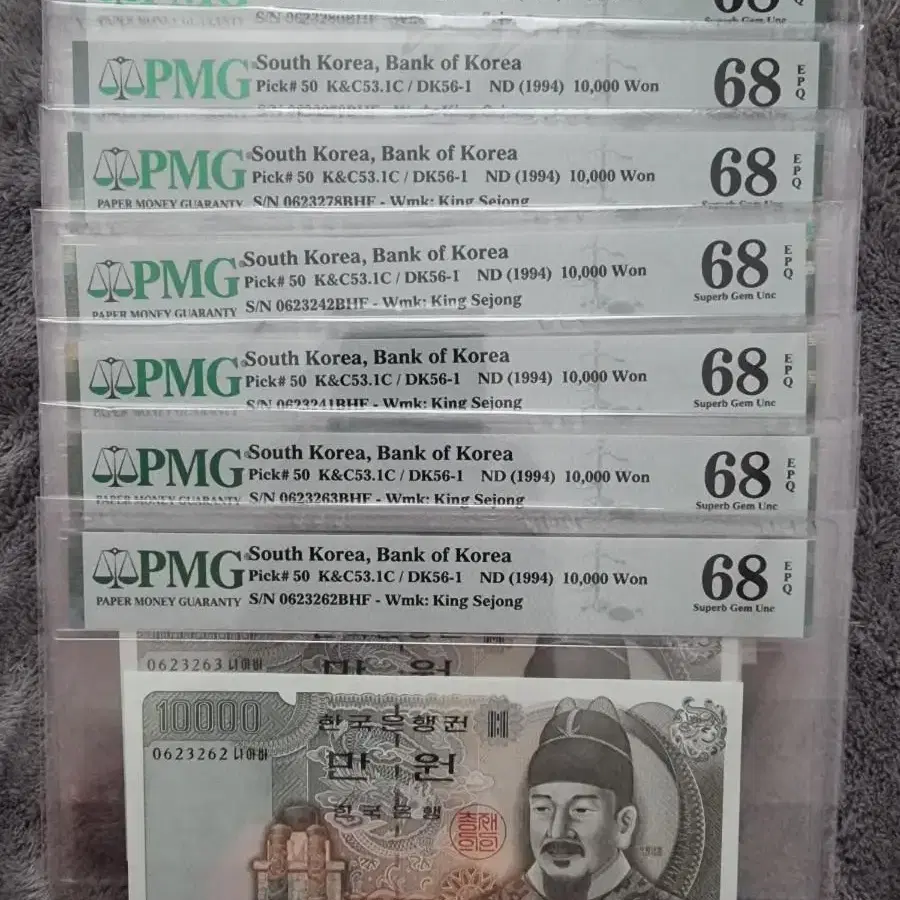 68
S/N 0623280BHF
PMG
South Korea, Bank of Korea
Pick# 50 K&C53.1C / DK56-1 ND (1994) 10,000 Won
68
EPQ
PMG
South Korea, Bank of Korea
Pick# 50 K&C53.1C / DK56-1 ND (1994) 10,000 Won
68
EPQ
PAPER MONEY GUARANTY S/N 0623278BHF - Wmk: King Sejong
PMG
South Korea, Bank of Korea
Pick# 50 K&C53.1C / DK56-1 ND (1994) 10,000 Won
68
EPQ
Superb Gem Unc
PAPER MONEY GUARANTY S/N 0623242BHF - Wmk: King Sejong
PMG
South Korea, Bank of Korea
Pick# 50 K&C53.1C / DK56-1 ND (1994) 10,000 Won
68
EPQ
Superb Gem Unc
S/N 0623241BHF - Wmk: King Sejong
PMG
South Korea, Bank of Korea
Pick# 50 K&C53.1C / DK56-1 ND (1994) 10,000 Won
68
EPQ
Superb Gem Unc
PAPER MONEY GUARANTY S/N 0623263BHF - Wmk: King Sejong
PMG
South Korea, Bank of Korea
Pick# 50 K&C53.1C / DK56-1 ND (1994) 10,000 Won
68
EPQ
Superb Gem Unc
PAPER MONEY GUARANTY S/N 0623262BHF - Wmk: King Sejong
0623263 나아바
만 원
10000
한국은행권
0623262 나아바
만 원
한국은행